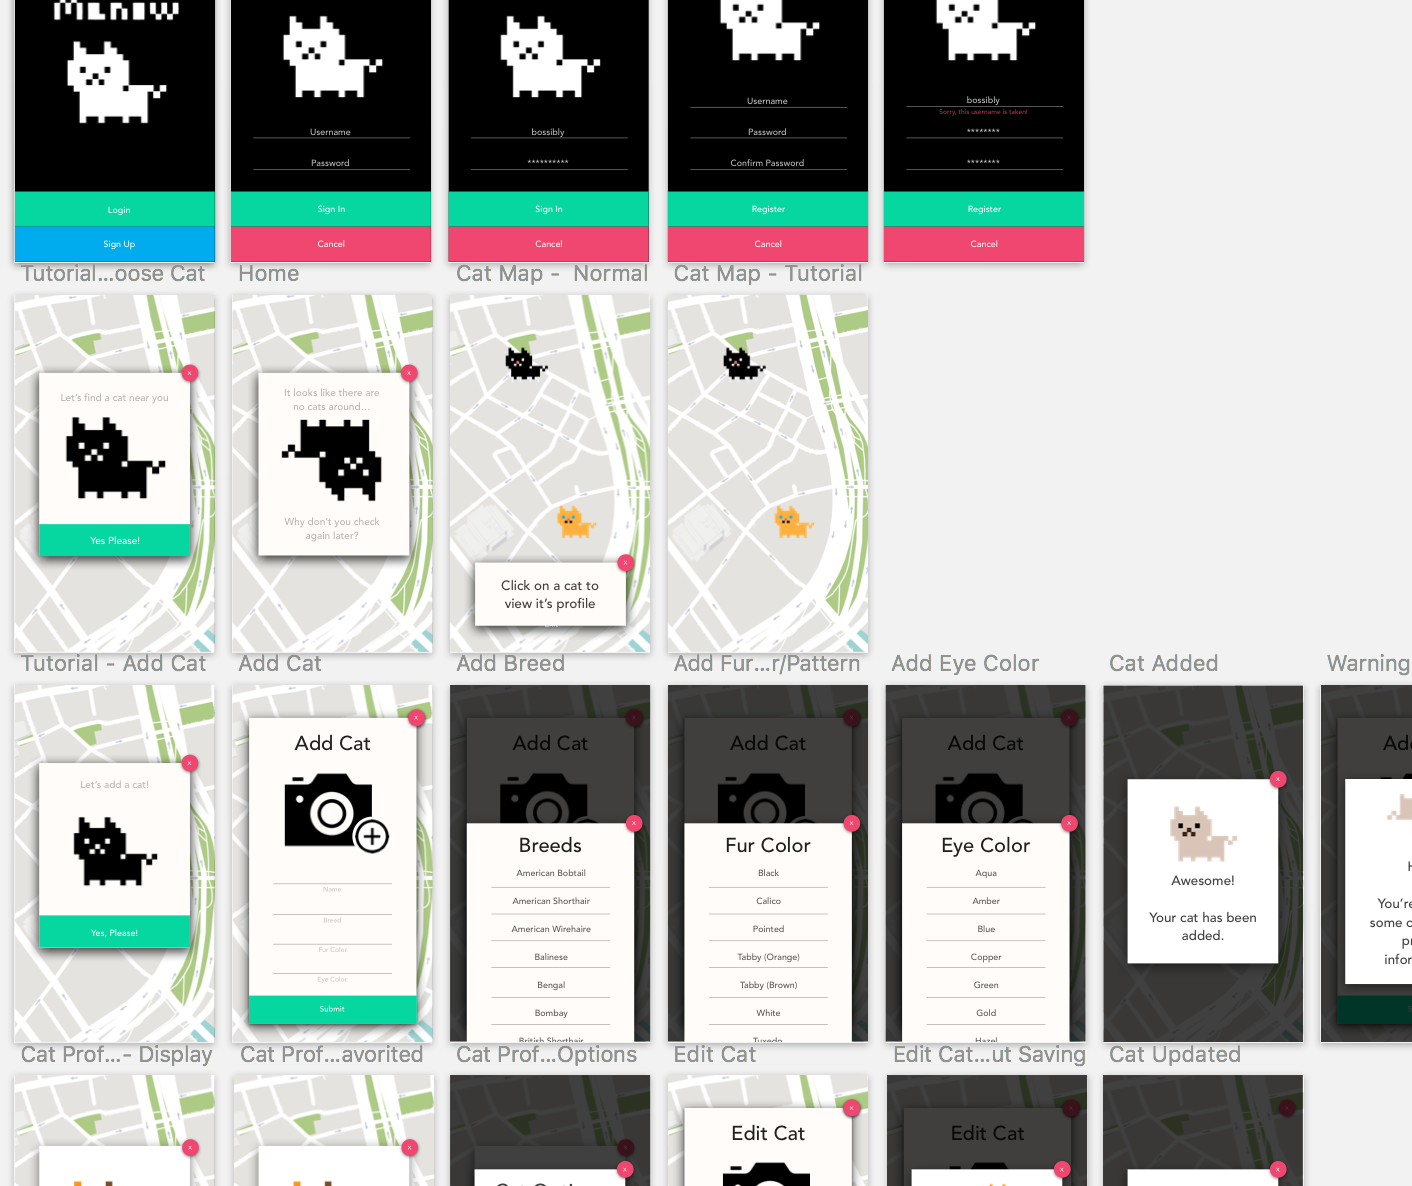 Meow
Login
Sign Up
Username
Password
Sign In
Cancel
bossibly
**********
Sign In
Cancel
Username
Password
Confirm Password
Register
Cancel
bossibly
Sorry, this username is taken!
********
********
Register
Cancel
Tutorial...oose Cat
Home
Cat Map - Normal
Cat Map - Tutorial
x
Let's find a cat near you
Yes Please!
x
It looks like there are
no cats around...
Why don't you check
again later?
x
Click on a cat to
view it's profile
Tutorial - Add Cat
Add Cat
Add Breed
Add Fur...r/Pattern
Add Eye Color
Cat Added
Warning
x
Let's add a cat!
Yes, Please!
x
Add Cat
Name
Breed
Fur Color
Eye Color
Submit
x
Add Cat
x
Breeds
American Bobtail
American Shorthair
American Wirehaire
Balinese
Bengal
Bombay
British Shorthair
x
Add Cat
x
Fur Color
Black
Calico
Pointed
Tabby (Orange)
Tabby (Brown)
White
Tuxedo
x
Add Cat
x
Eye Color
Aqua
Amber
Blue
Copper
Green
Gold
Hazel
x
Awesome!
Your cat has been
added.
Ad
H
You're
some o
pr
infor
Cat Prof...- Display
Cat Prof...avorited
Cat Prof...Options
Edit Cat
Edit Cat...ut Saving
Cat Updated
x
x
x
x
Edit Cat
x
Edit Cat
x
x
x